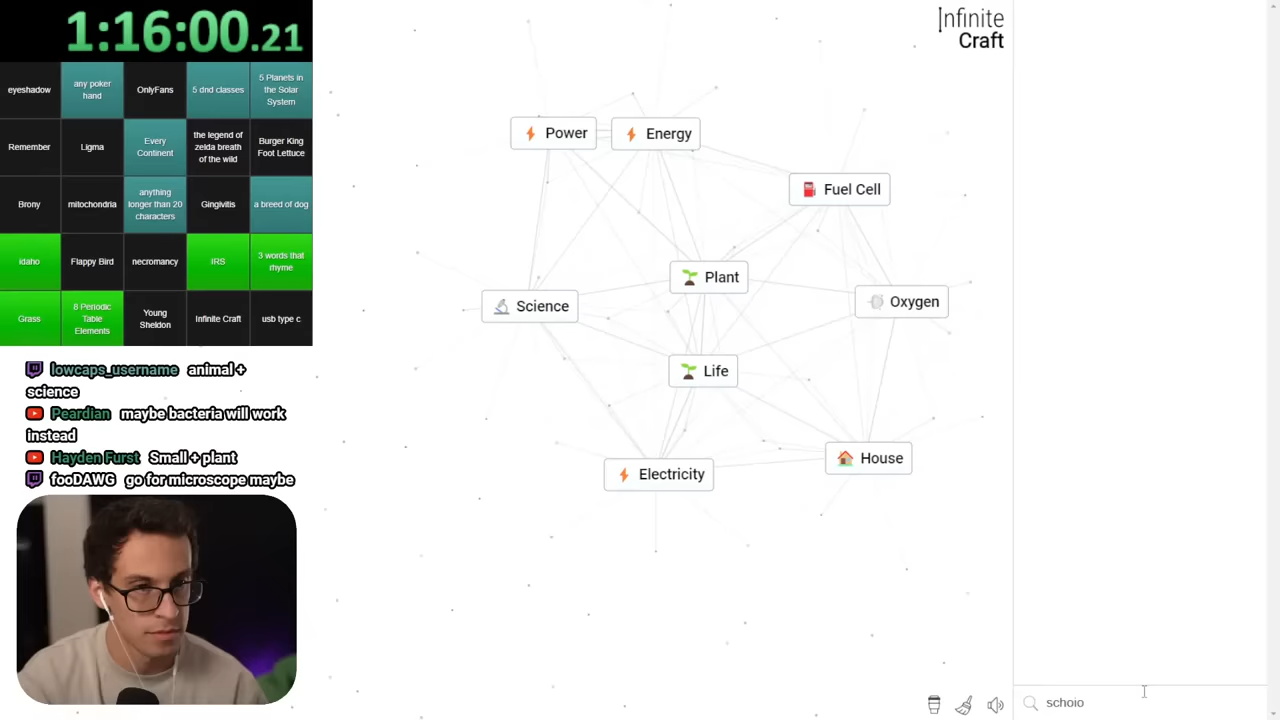 1:16:00.21
eyeshadow
any poker
hand
OnlyFans
5 dnd classes
5 Planets in
the Solar
System
Remember
Ligma
Every
Continent
the legend of
zelda breath
of the wild
Burger King
Foot Lettuce
Brony
mitochondria
anything
longer than 20
characters
Gingivitis
a breed of dog
idaho
Flappy Bird
necromancy
IRS
3 words that
rhyme
Grass
8 Periodic
Table
Elements
Young
Sheldon
Infinite Craft
usb type c
lowcaps_username animal +
science
Peardian maybe bacteria will work
instead
Hayden Furst Small + plant
fooDAWG go for microscope maybe
Infinite
Craft
Power
Energy
Fuel Cell
Plant
Oxygen
Science
Life
House
Electricity
schoio